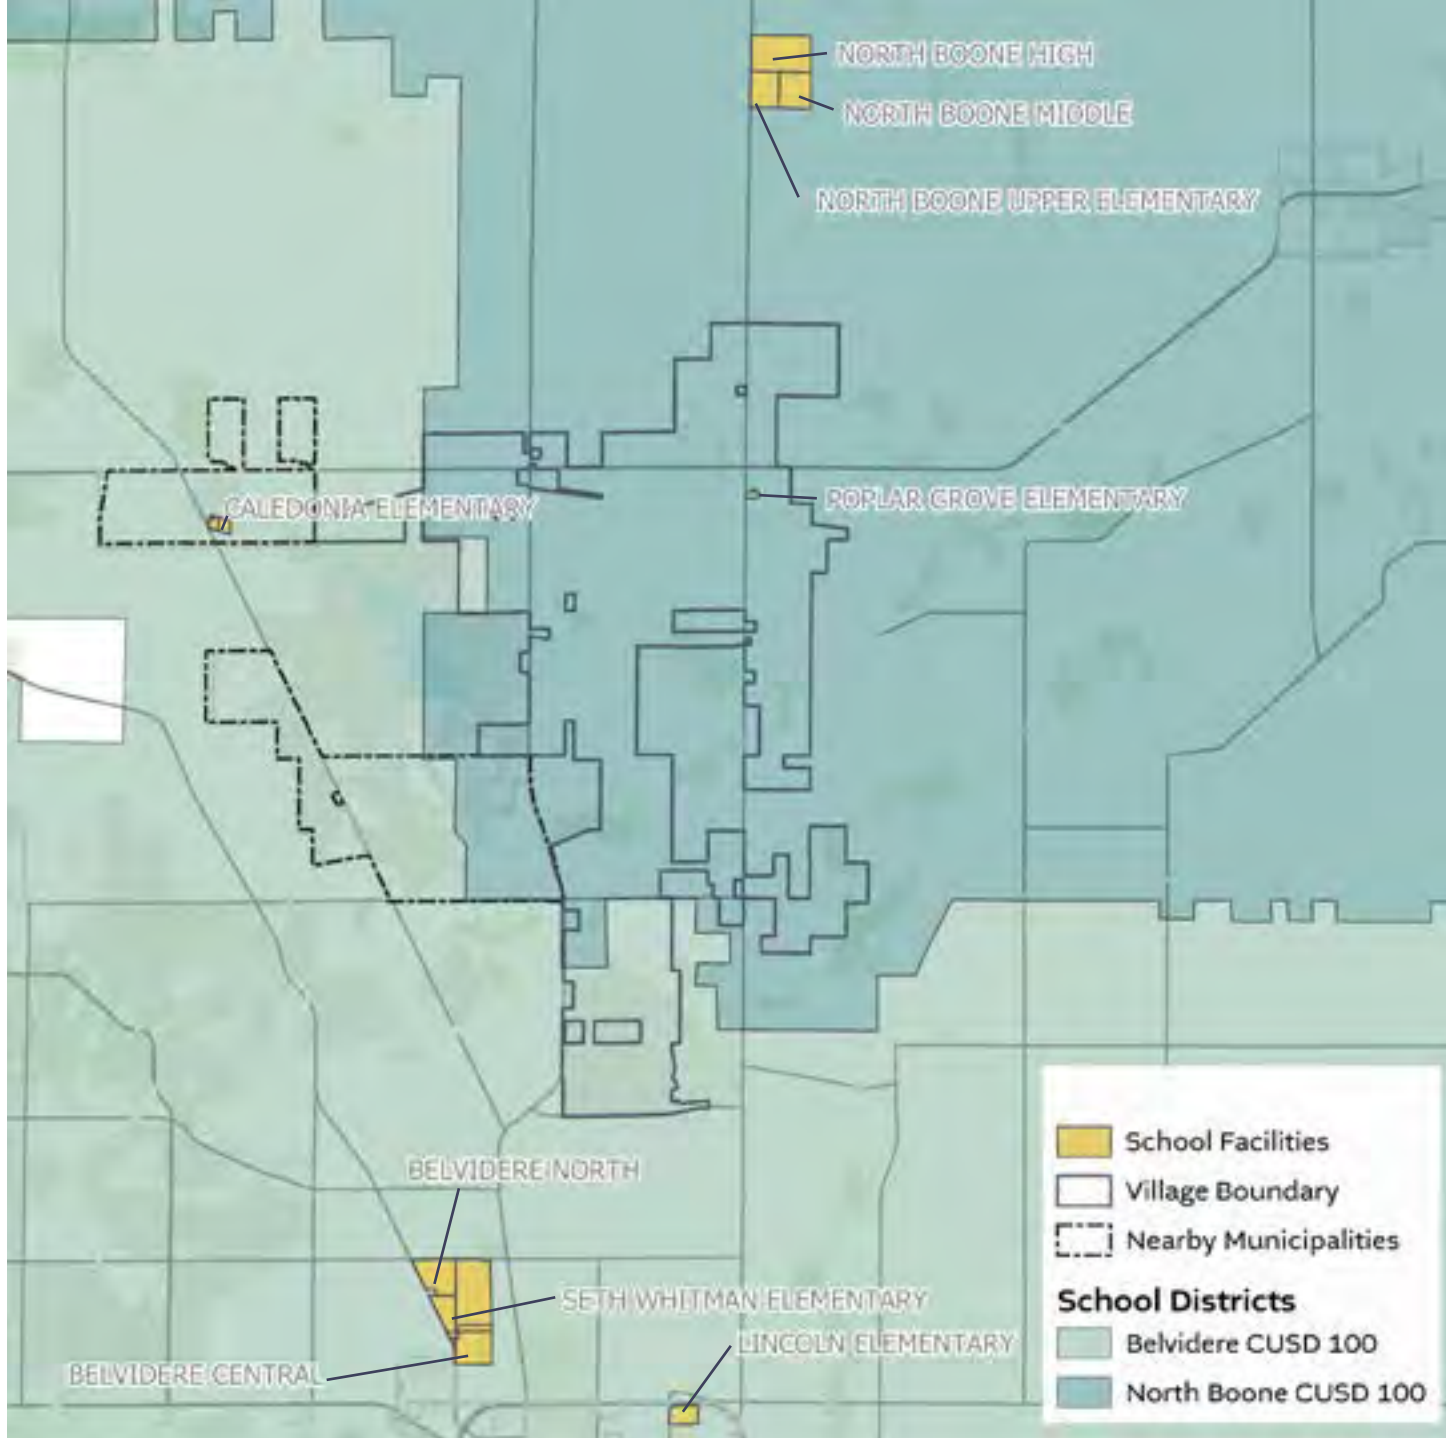 NORTH BOONE HIGH
NORTH BOONE MIDDLE
NORTH BOONE UPPER ELEMENTARY
POPLAR GROVE ELEMENTARY
CALEDONIA ELEMENTARY
BELVIDERE NORTH
SETH WHITMAN ELEMENTARY
LINCOLN ELEMENTARY
BELVIDERE CENTRAL
School Facilities
Village Boundary
Nearby Municipalities
School Districts
Belvidere CUSD 100
North Boone CUSD 100